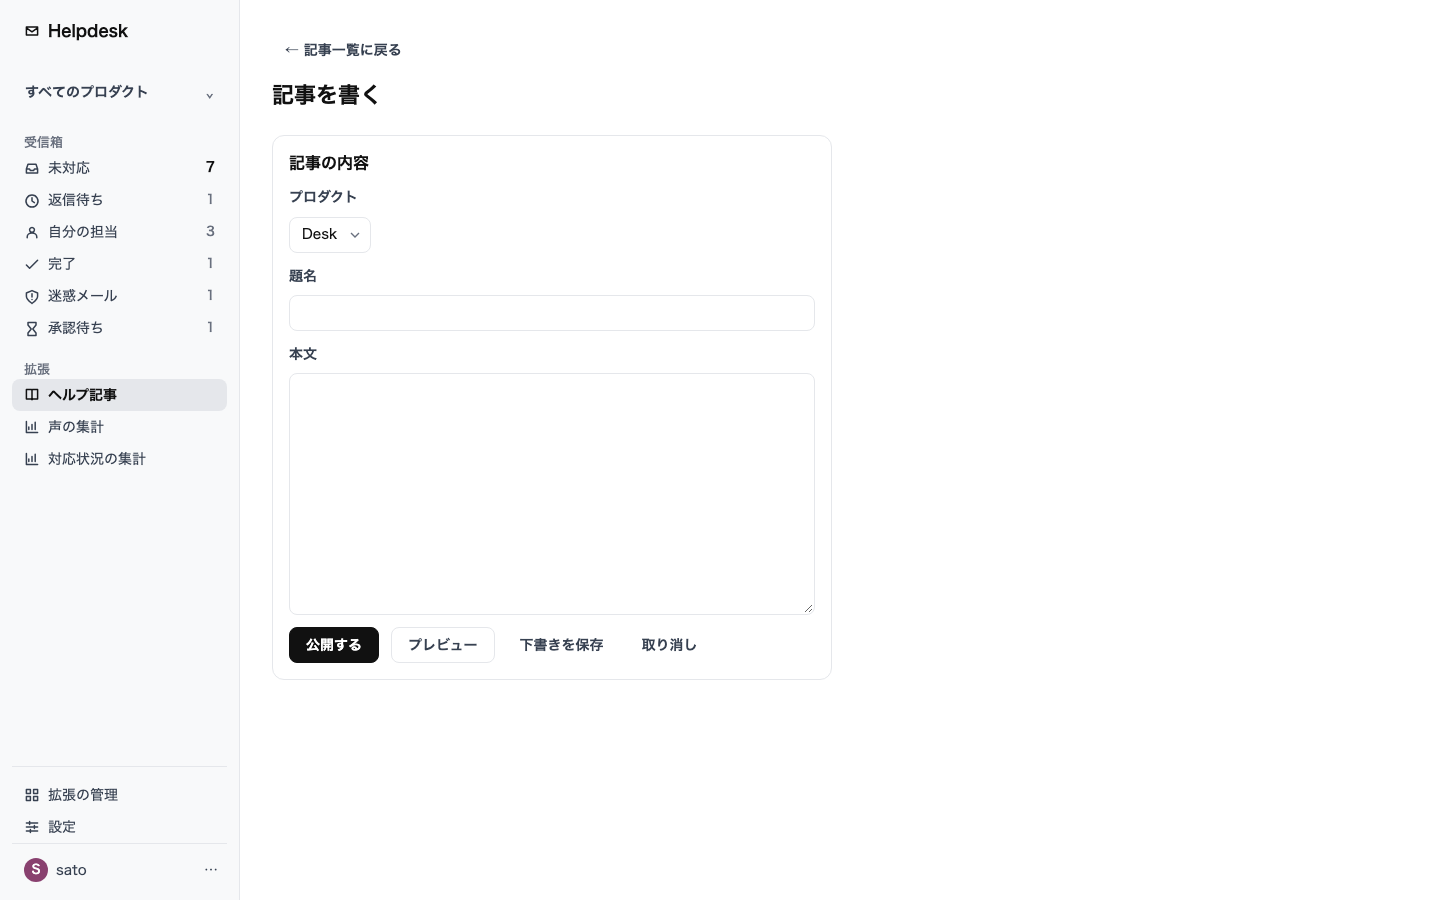 Helpdesk
すべてのプロダクト
受信箱
未対応 7
返信待ち 1
自分の担当 3
完了 1
迷惑メール 1
承認待ち 1
拡張
ヘルプ記事
声の集計
対応状況の集計
拡張の管理
設定
S sato ...
← 記事一覧に戻る
記事を書く
記事の内容
プロダクト
Desk
題名
本文
公開する プレビュー 下書きを保存 取り消し